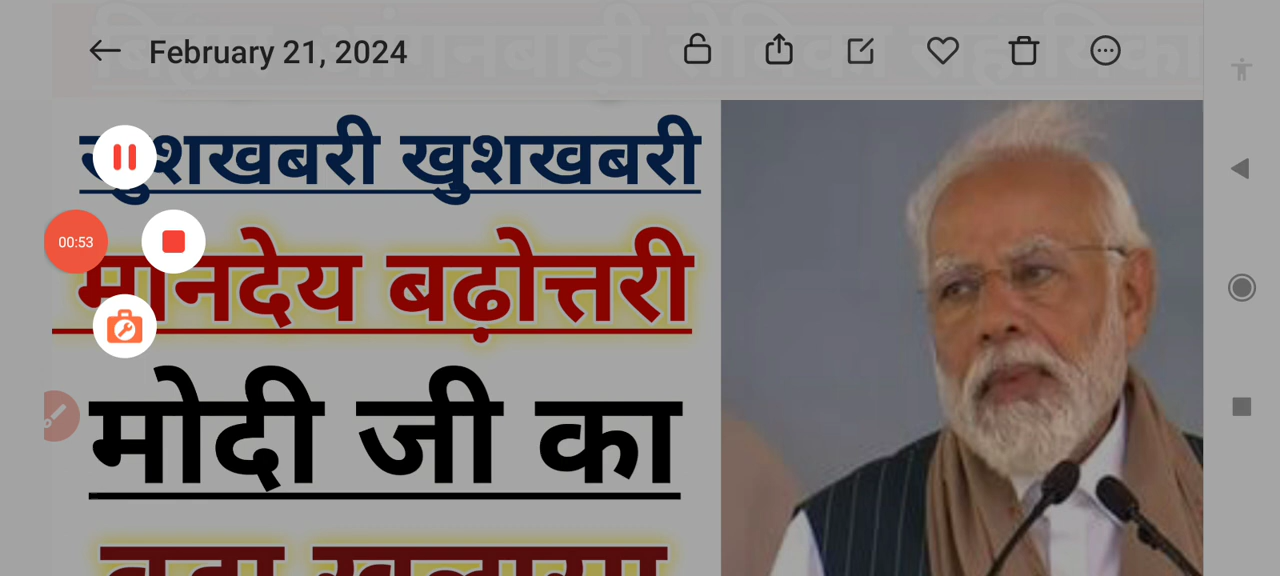 February 21, 2024
खुशखबरी खुशखबरी
00:53
मानदेय बढ़ोत्तरी
मोदी जी का